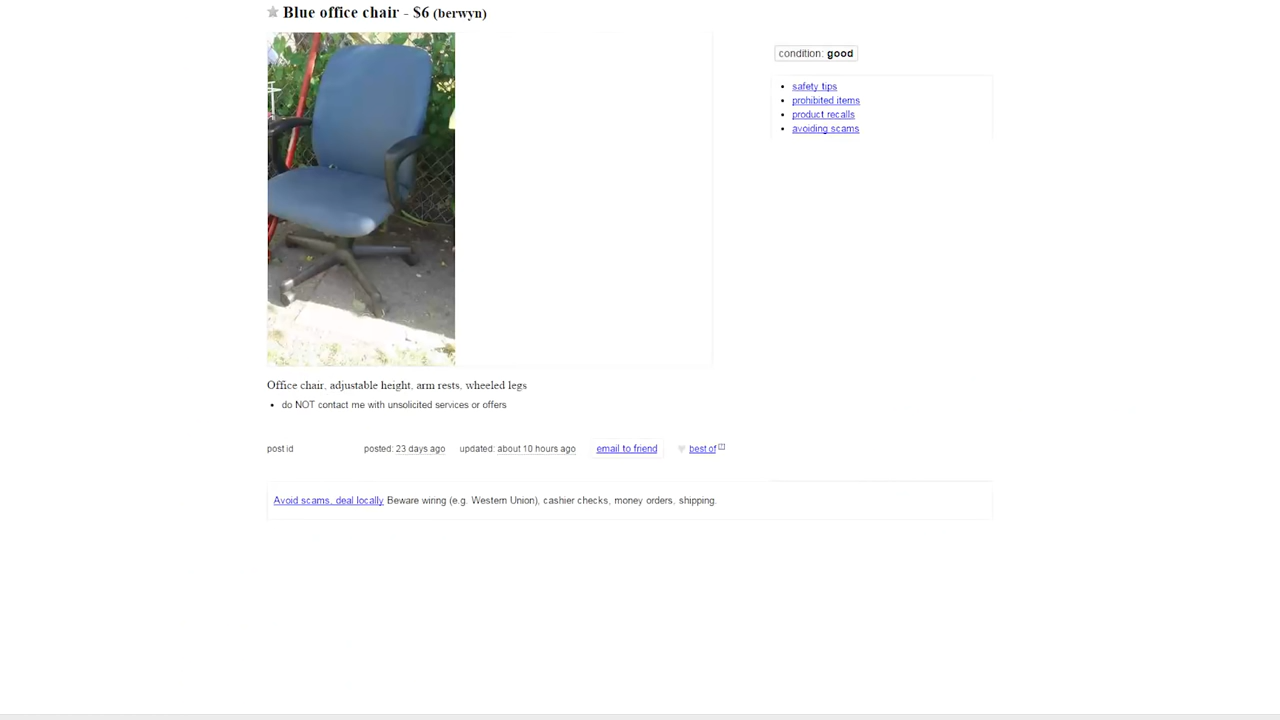 Blue office chair - $6 (berwyn)
condition: good
safety tips
prohibited items
product recalls
avoiding scams
Office chair, adjustable height, arm rests, wheeled legs
do NOT contact me with unsolicited services or offers
post id posted: 23 days ago updated: about 10 hours ago email to friend best of
Avoid scams, deal locally Beware wiring (e.g. Western Union), cashier checks, money orders, shipping.